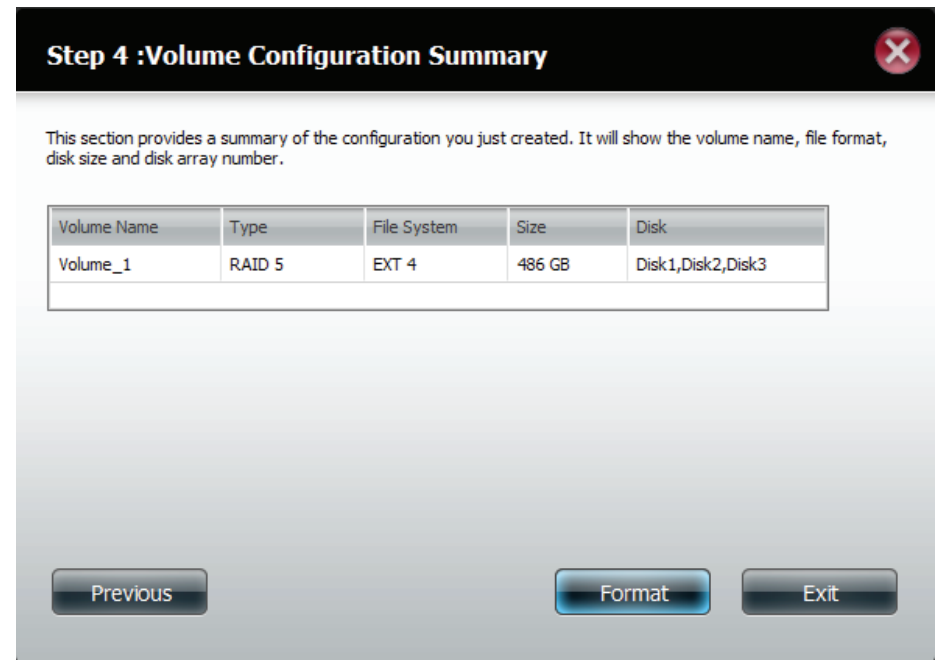 Step 4 :Volume Configuration Summary
This section provides a summary of the configuration you just created. It will show the volume name, file format,
disk size and disk array number.
Volume Name Type File System Size Disk
Volume_1 RAID 5 EXT 4 486 GB Disk1,Disk2,Disk3
Previous Format Exit